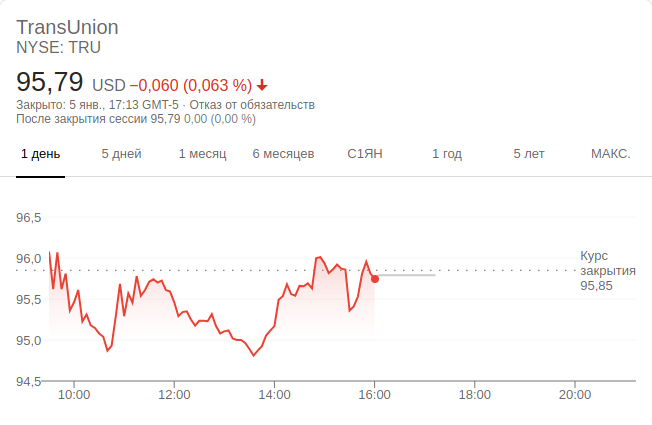 TransUnion
NYSE: TRU
95,79 USD −0,060 (0,063 %)
Закрыто: 5 янв., 17:13 GMT-5 · Отказ от обязательств
После закрытия сессии 95,79 0,00 (0,00 %)
1 день 5 дней 1 месяц 6 месяцев С1ЯН 1 год 5 лет МАКС.
96,5
96,0
95,5
95,0
94,5
Курс
закрытия
95,85
10:00 12:00 14:00 16:00 18:00 20:00